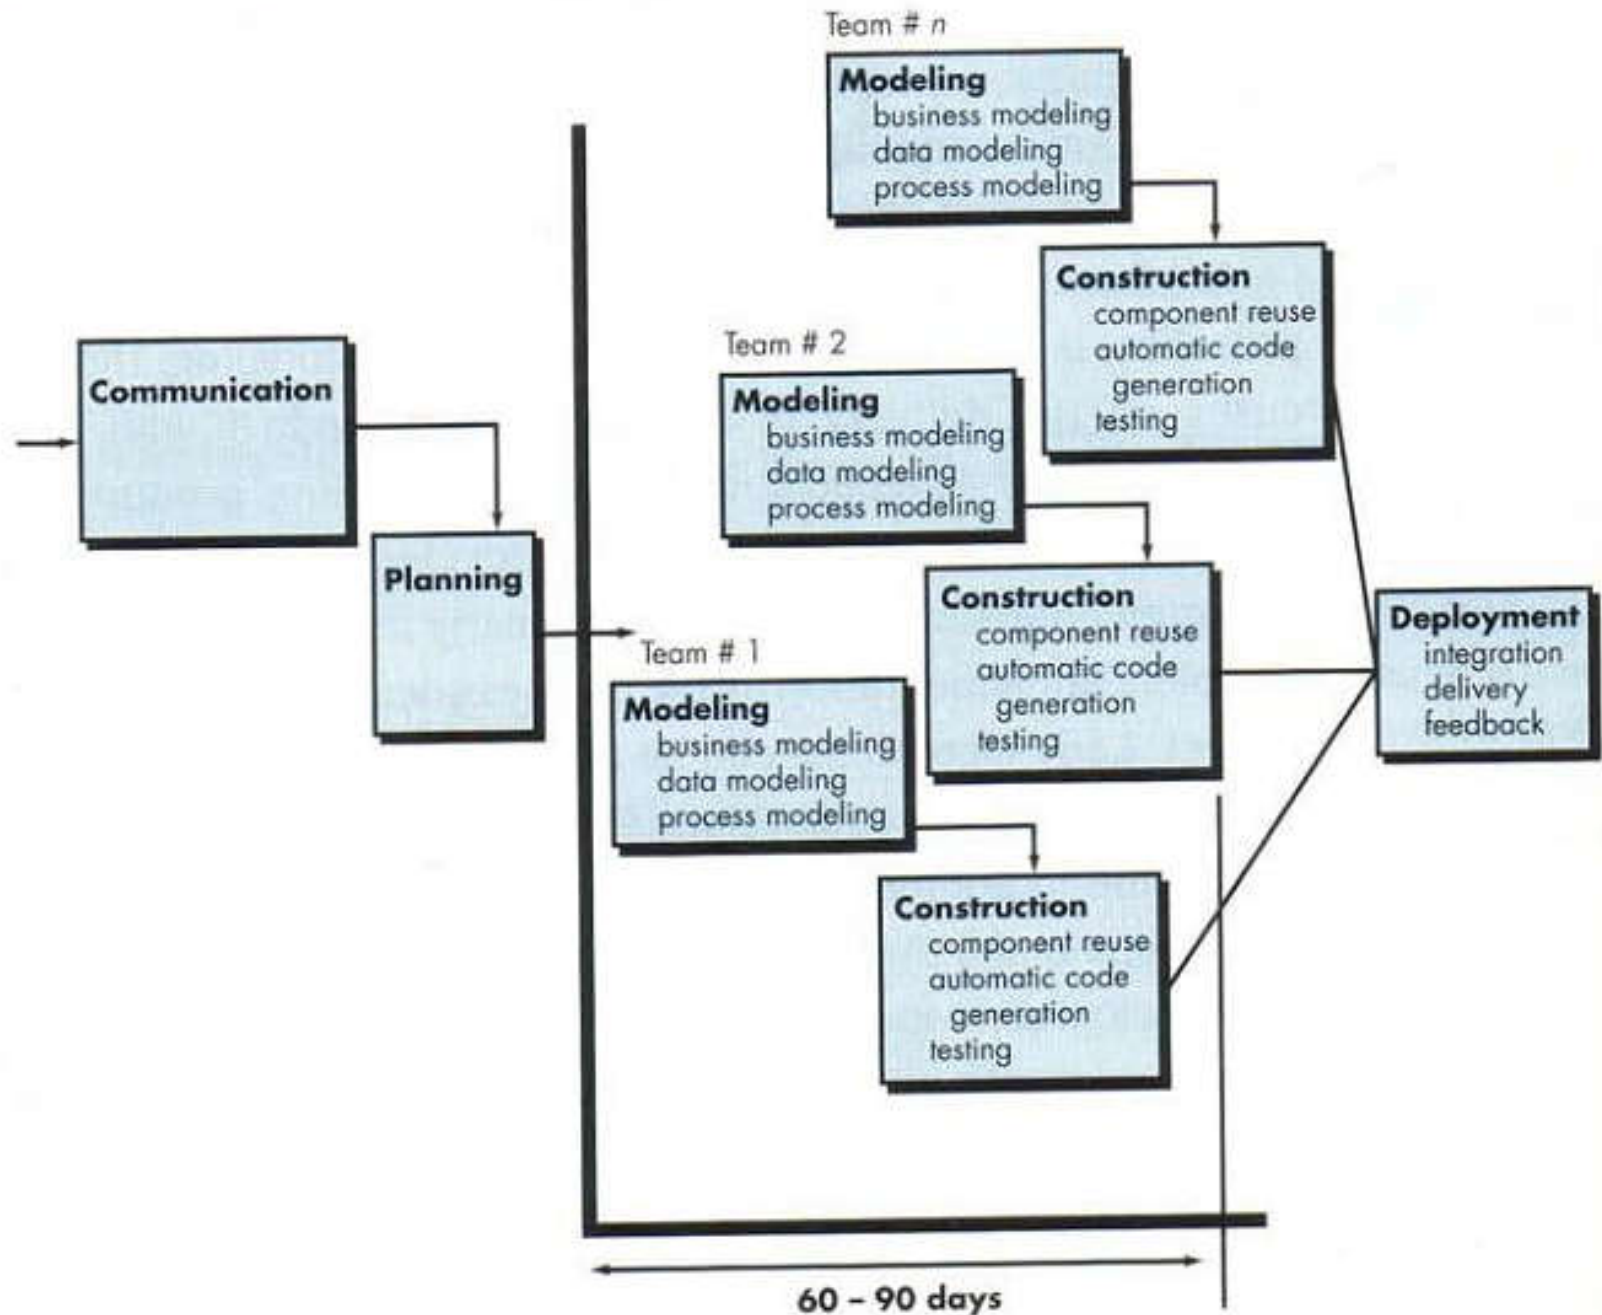 Team # n
Modeling
business modeling
data modeling
process modeling
Construction
component reuse
automatic code
generation
testing
Team # 2
Modeling
business modeling
data modeling
process modeling
Construction
component reuse
automatic code
generation
testing
Communication
Planning
Team # 1
Modeling
business modeling
data modeling
process modeling
Construction
component reuse
automatic code
generation
testing
Deployment
integration
delivery
feedback
60 – 90 days